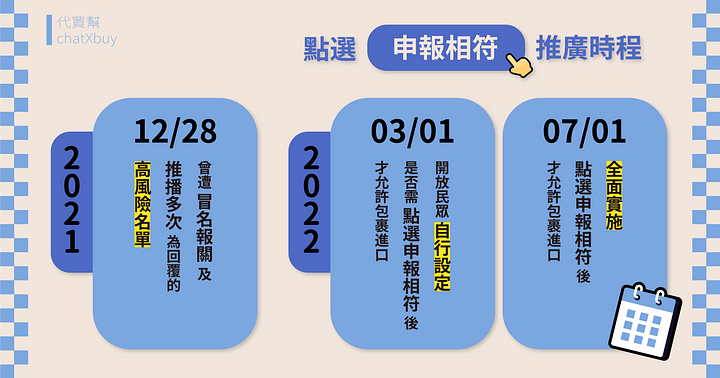 代買幫
chatXbuy
點選 申報相符 推廣時程
2021
12/28
曾遭 冒名報關 及
推播多次 為回覆的
高風險名單
2022
03/01
開放民眾 自行設定
是否需 點選申報相符 後
才允許包裹進口
07/01
全面實施
點選申報相符 後
才允許包裹進口